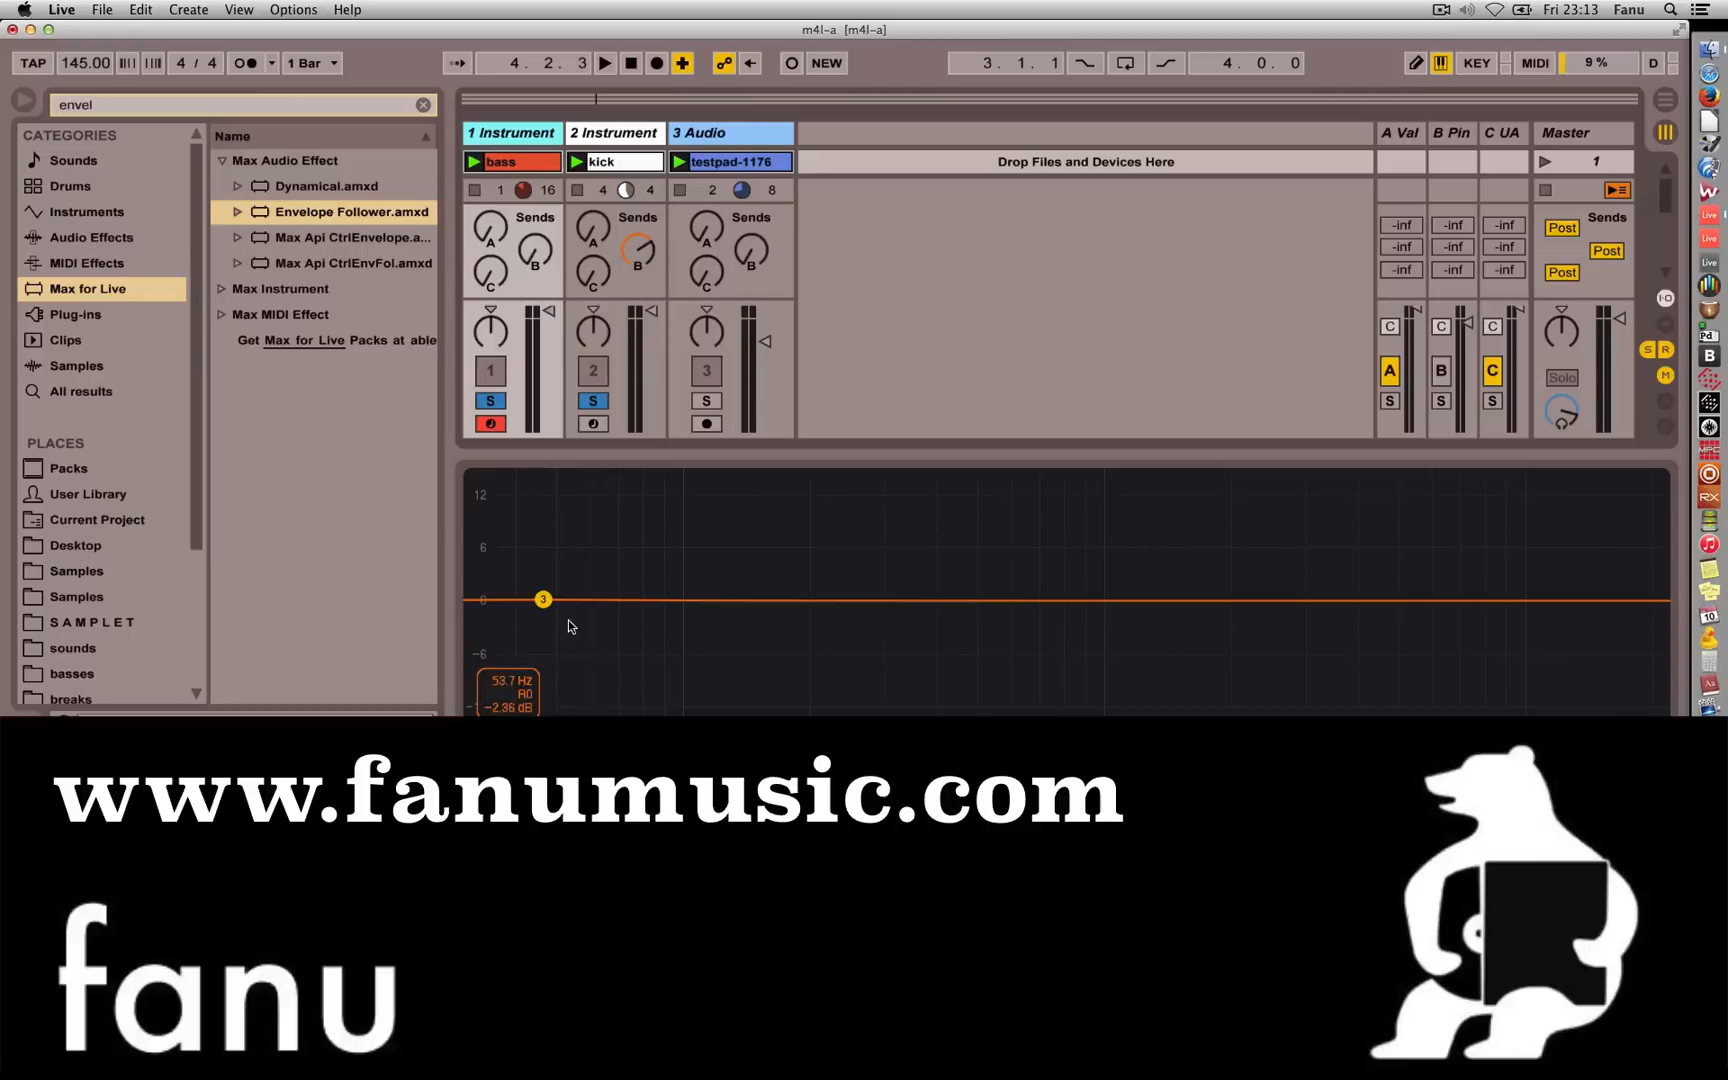 Live File Edit Create View Options Help Fri 23:13 Fanu
m4l-a [m4l-a]
TAP 145.00 4 / 4 1 Bar 4. 2. 3 NEW 3. 1. 1 4. 0. 0 KEY MIDI 9 % D
envel
CATEGORIES
Sounds
Drums
Instruments
Audio Effects
MIDI Effects
Max for Live
Plug-ins
Clips
Samples
All results
PLACES
Packs
User Library
Current Project
Desktop
Samples
Samples
S A M P L E T
sounds
basses
breaks
Name
Max Audio Effect
Dynamical.amxd
Envelope Follower.amxd
Max Api CtrlEnvelope.a...
Max Api CtrlEnvFol.amxd
Max Instrument
Max MIDI Effect
Get Max for Live Packs at able
1 Instrument 2 Instrument 3 Audio A Val B Pin C UA Master
bass kick testpad-1176 Drop Files and Devices Here 1
1 16 4 4 2 8
Sends Sends Sends Sends
A A A -inf -inf -inf Post
B B B -inf -inf -inf Post
C C C -inf -inf -inf Post
C C C
1 2 3 A B C Solo
S S S S S S
I·O
S R
M
12
6
0
-6
3
53.7 Hz
A0
-2.36 dB
Live
Live
Live
Pd
B
MPC
RX
10
Aa
www.fanumusic.com
fanu